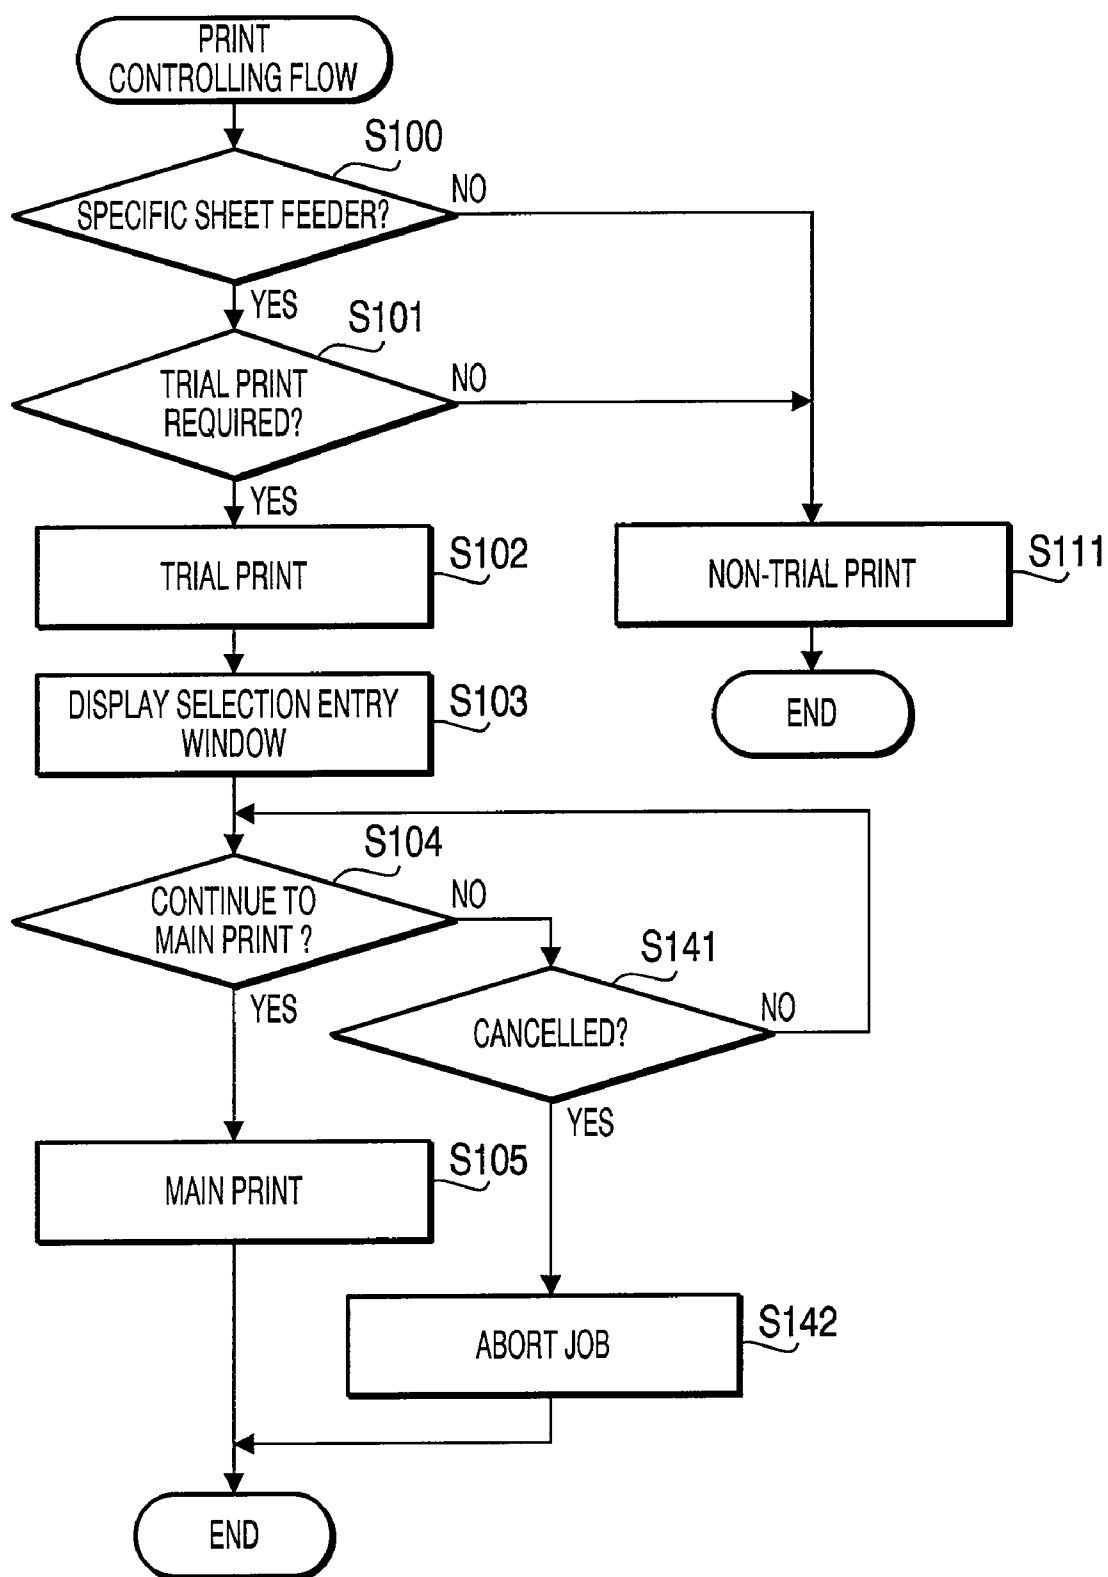 PRINT
CONTROLLING FLOW
S100
SPECIFIC SHEET FEEDER?
NO
YES
S101
TRIAL PRINT
REQUIRED?
NO
YES
TRIAL PRINT
S102
NON-TRIAL PRINT
S111
DISPLAY SELECTION ENTRY
WINDOW
S103
END
S104
CONTINUE TO
MAIN PRINT ?
NO
YES
S141
CANCELLED?
NO
YES
MAIN PRINT
S105
ABORT JOB
S142
END